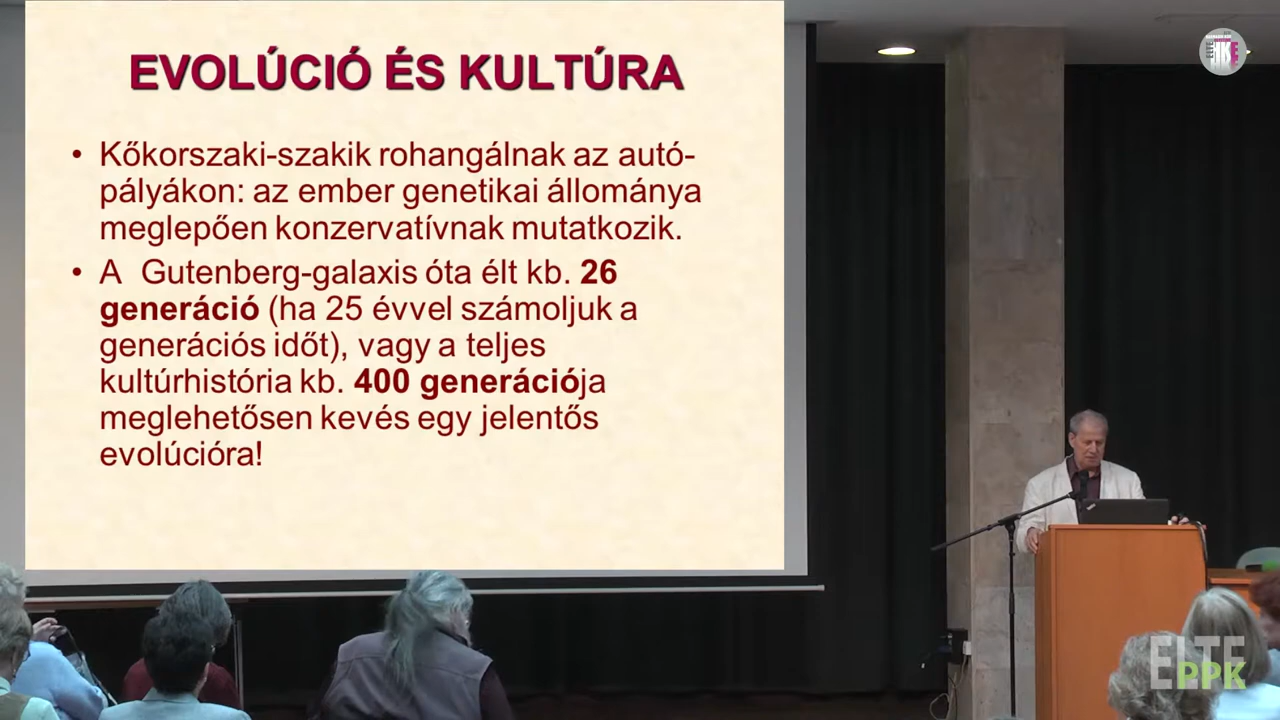 EVOLÚCIÓ ÉS KULTÚRA
• Kőkorszaki-szakik rohangálnak az autó-
pályákon: az ember genetikai állománya
meglepően konzervatívnak mutatkozik.
• A Gutenberg-galaxis óta élt kb. 26
generáció (ha 25 évvel számoljuk a
generációs időt), vagy a teljes
kultúrhistória kb. 400 generációja
meglehetősen kevés egy jelentős
evolúcióra!
ELTE
PPK